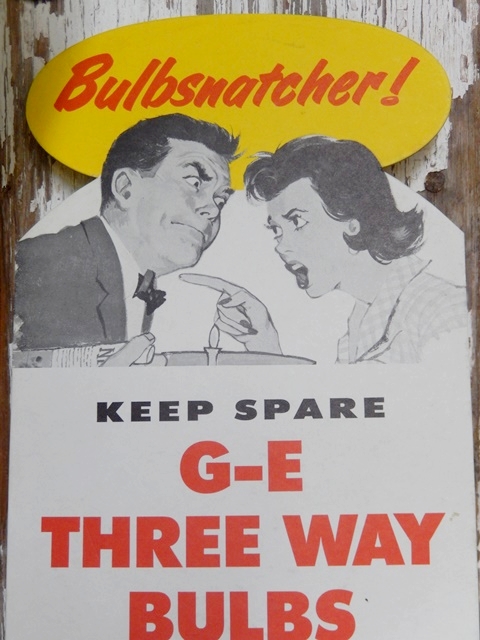 Bulbsnatcher!
KEEP SPARE
G-E
THREE WAY
BULBS